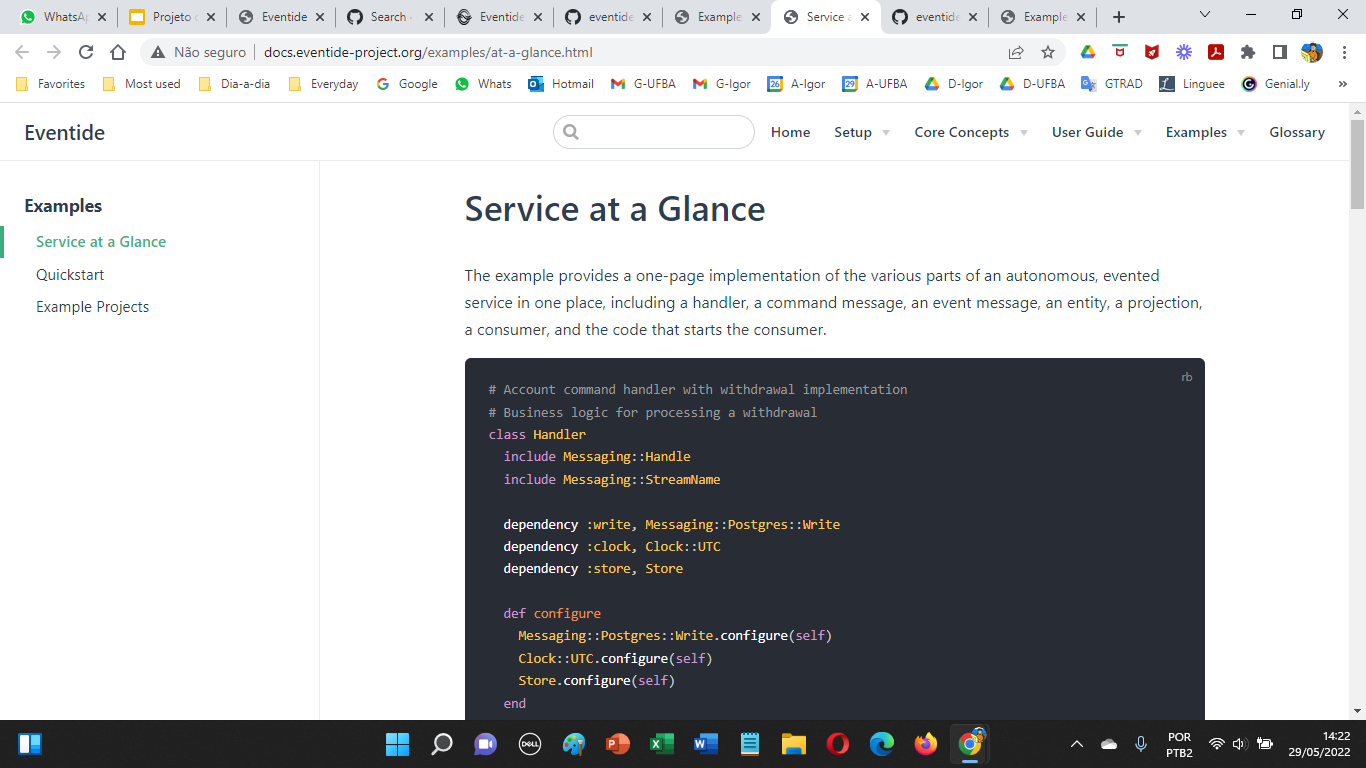 WhatsAp
Projeto d
Eventide
Search ·
Eventide
eventide
Example
Service a
eventide
Example
Não seguro
docs.eventide-project.org/examples/at-a-glance.html
Favorites
Most used
Dia-a-dia
Everyday
Google
Whats
Hotmail
G-UFBA
G-Igor
A-Igor
A-UFBA
D-Igor
D-UFBA
GTRAD
Linguee
Genial.ly
»
Eventide
Home
Setup
Core Concepts
User Guide
Examples
Glossary
Examples
Service at a Glance
Quickstart
Example Projects
Service at a Glance
The example provides a one-page implementation of the various parts of an autonomous, evented
service in one place, including a handler, a command message, an event message, an entity, a projection,
a consumer, and the code that starts the consumer.
rb
# Account command handler with withdrawal implementation
# Business logic for processing a withdrawal
class Handler
include Messaging::Handle
include Messaging::StreamName
dependency :write, Messaging::Postgres::Write
dependency :clock, Clock::UTC
dependency :store, Store
def configure
Messaging::Postgres::Write.configure(self)
Clock::UTC.configure(self)
Store.configure(self)
end
DELL
POR
PTB2
14:22
29/05/2022